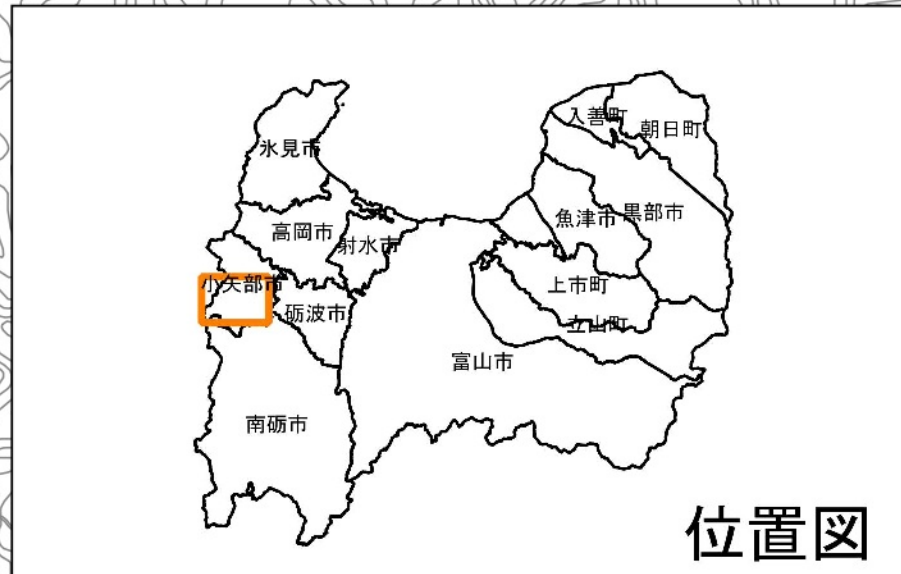 入善町
朝日町
氷見市
魚津市
黒部市
高岡市
射水市
小矢部市
上市町
砺波市
立山町
富山市
南砺市
位置図